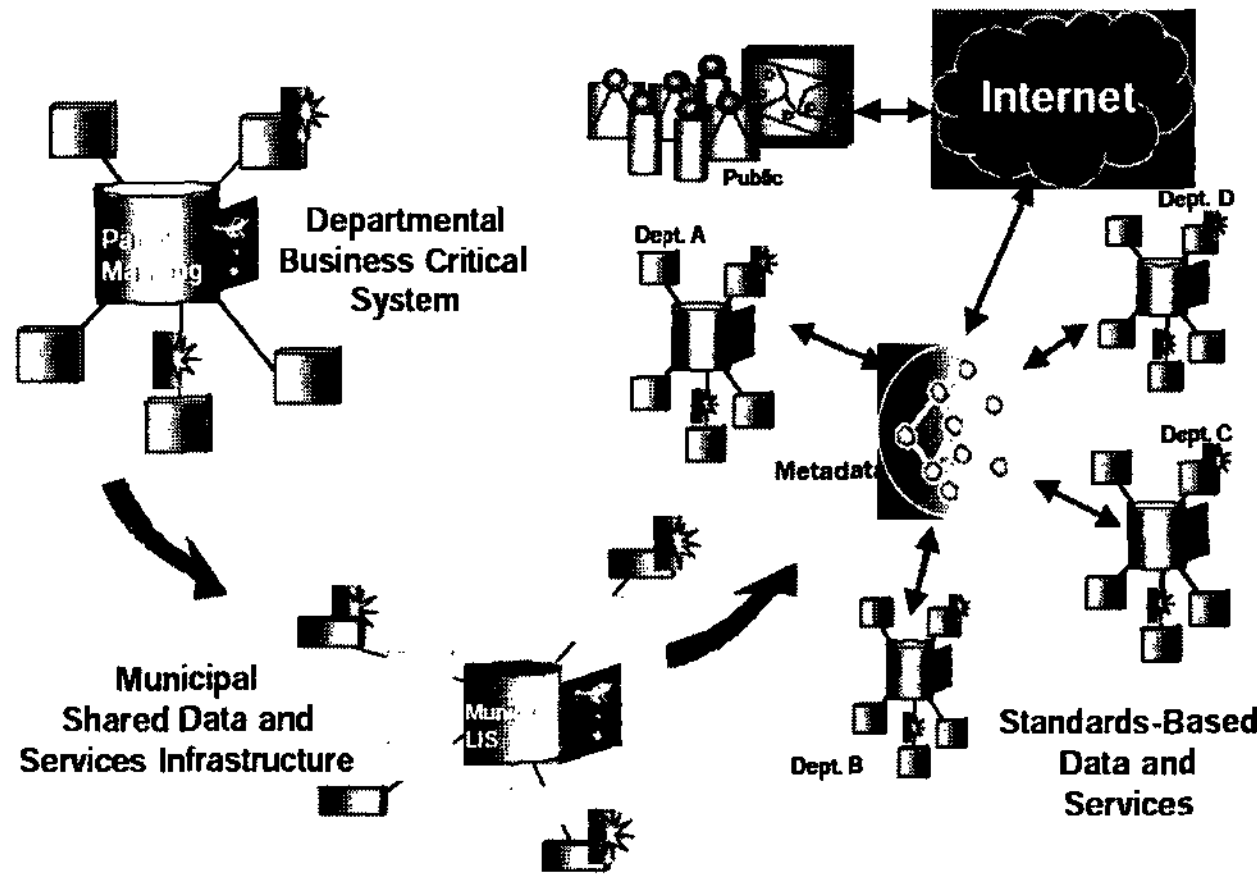 Internet
Public
Departmental
Business Critical
System
Dept. A
Dept. D
Metadata
Dept. C
Municipal
Shared Data and
Services Infrastructure
LIS
Dept. B
Standards-Based
Data and
Services